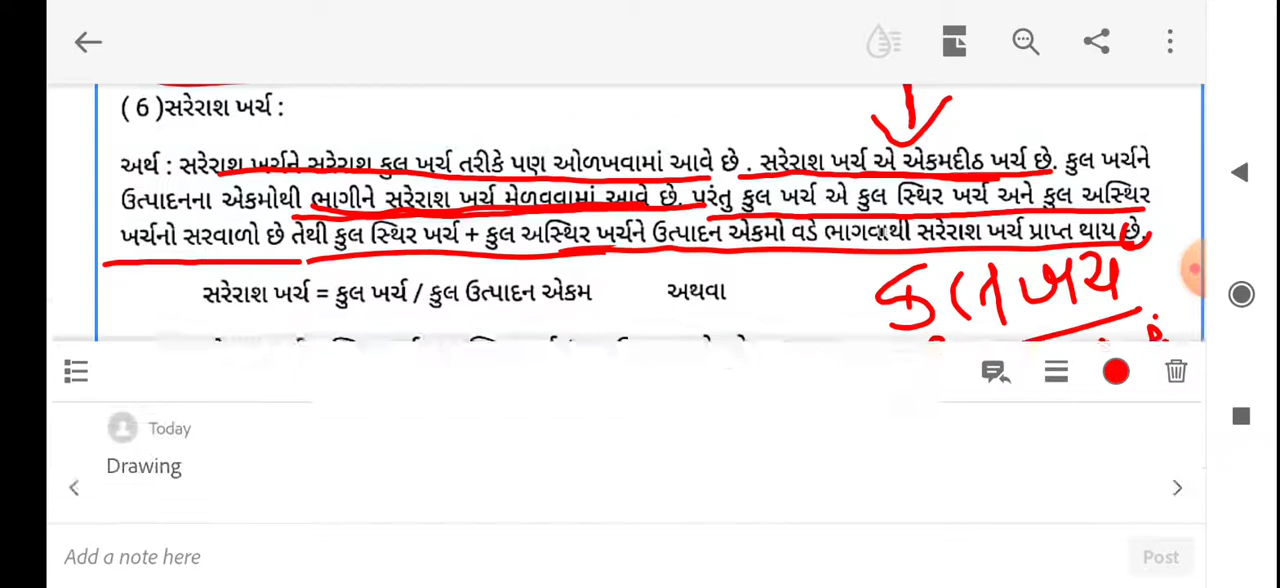 ( 6 )સરેરાશ ખર્ચ :
અર્થ : સરેરાશ ખર્ચને સરેરાશ કુલ ખર્ચ તરીકે પણ ઓળખવામાં આવે છે . સરેરાશ ખર્ચ એ એકમદીઠ ખર્ચ છે. કુલ ખર્ચને
ઉત્પાદનના એકમોથી ભાગીને સરેરાશ ખર્ચ મેળવવામાં આવે છે. પરંતુ કુલ ખર્ચ એ કુલ સ્થિર ખર્ચ અને કુલ અસ્થિર
ખર્ચનો સરવાળો છે તેથી કુલ સ્થિર ખર્ચ + કુલ અસ્થિર ખર્ચને ઉત્પાદન એકમો વડે ભાગવાથી સરેરાશ ખર્ચ પ્રાપ્ત થાય છે.
સરેરાશ ખર્ચ = કુલ ખર્ચ / કુલ ઉત્પાદન એકમ અથવા
કુલ ખર્ચ
Today
Drawing
Add a note here
Post